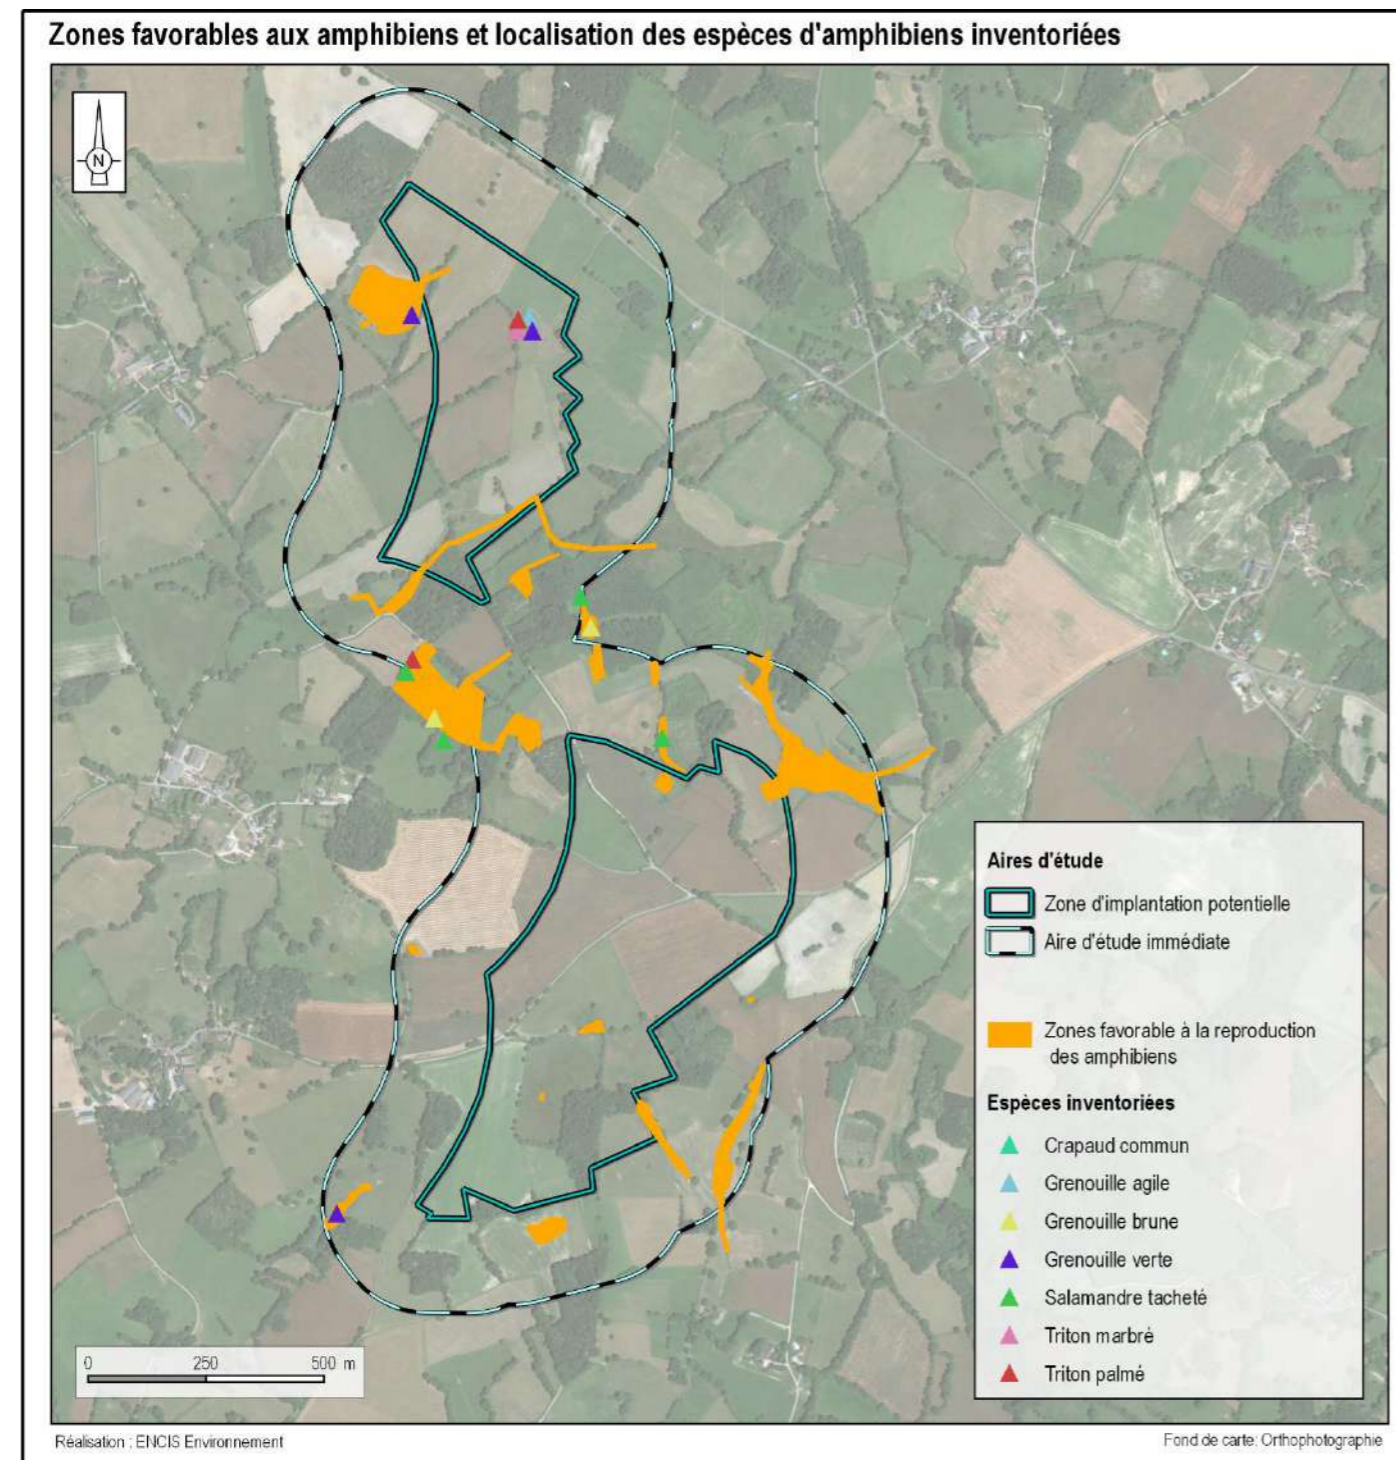 Zones favorables aux amphibiens et localisation des espèces d'amphibiens inventoriées
N
Aires d'étude
Zone d'implantation potentielle
Aire d'étude immédiate
Zones favorable à la reproduction
des amphibiens
Espèces inventoriées
Crapaud commun
Grenouille agile
Grenouille brune
Grenouille verte
Salamandre tacheté
Triton marbré
Triton palmé
0 250 500 m
Réalisation : ENCIS Environnement
Fond de carte: Orthophotographie